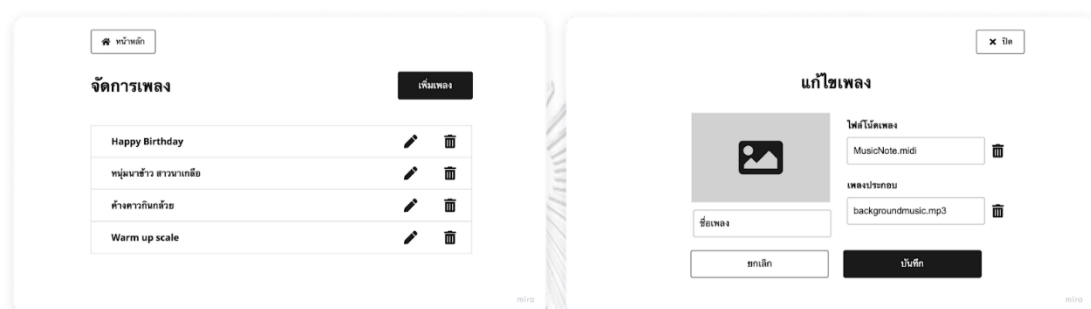 หน้าหลัก
จัดการเพลง
เพิ่มเพลง
Happy Birthday
หนุ่มนาข้าว สาวนาเกลือ
ค้างคาวกินกล้วย
Warm up scale
miro
ปิด
แก้ไขเพลง
ไฟล์โน้ตเพลง
MusicNote.midi
เพลงประกอบ
backgroundmusic.mp3
ชื่อเพลง
ยกเลิก
บันทึก
miro